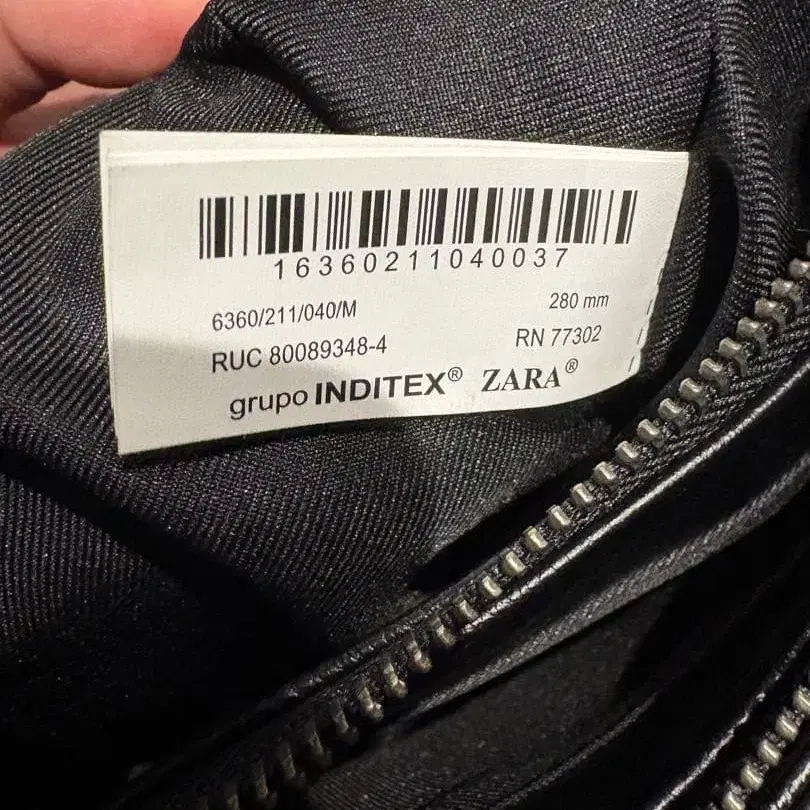 16360211040037
6360/211/040/M
280 mm
RUC 80089348-4
RN 77302
grupo INDITEX® ZARA®